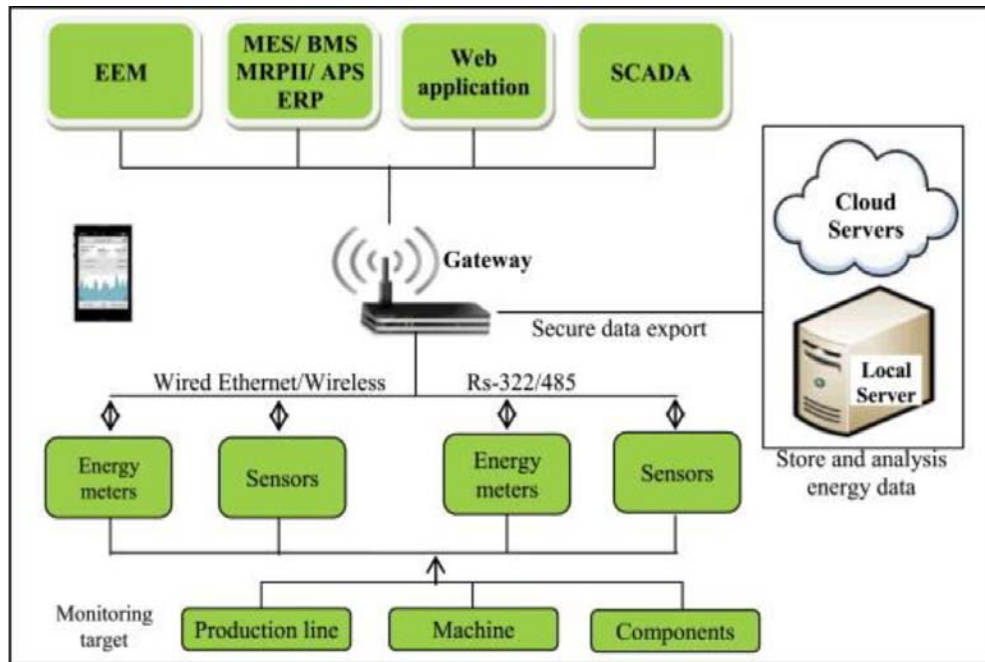 EEM
MES/ BMS
MRPII/ APS
ERP
Web
application
SCADA
Cloud
Servers
Gateway
Secure data export
Local
Server
Store and analysis
energy data
Wired Ethernet/Wireless
Rs-322/485
Energy
meters
Sensors
Energy
meters
Sensors
Monitoring
target
Production line
Machine
Components